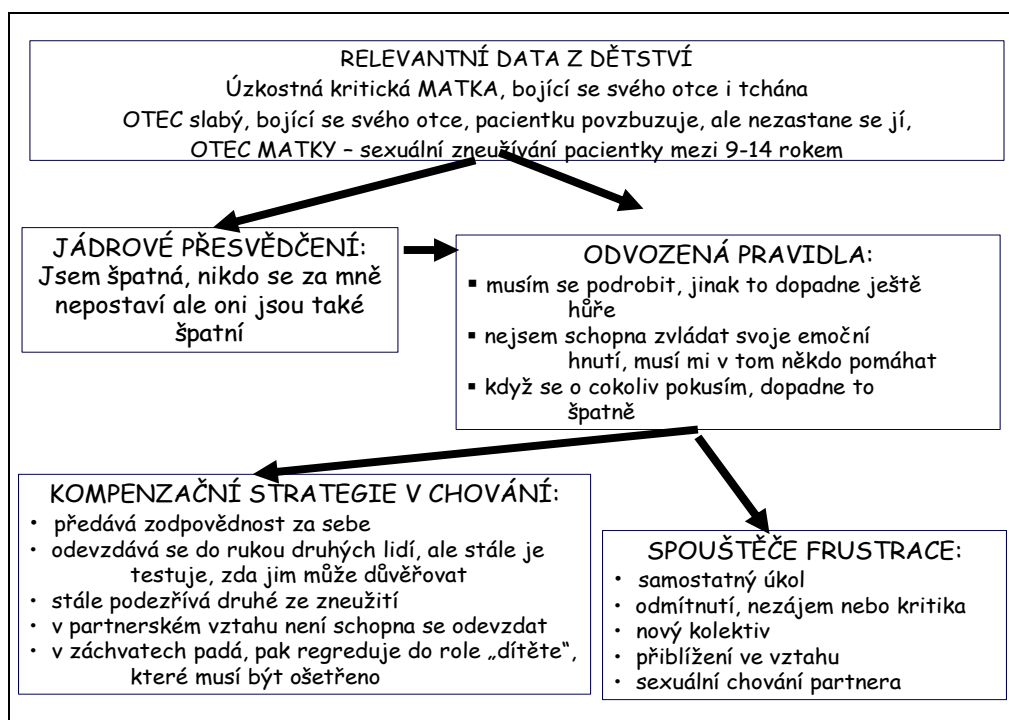 RELEVANTNÍ DATA Z DĚTSTVÍ
Úzkostná kritická MATKA, bojící se svého otce i tchána
OTEC slabý, bojící se svého otce, pacientku povzbuzuje, ale nezastane se jí,
OTEC MATKY – sexuální zneužívání pacientky mezi 9-14 rokem
JÁDROVÉ PŘESVĚDČENÍ:
Jsem špatná, nikdo se za mně
nepostaví ale oni jsou také
špatní
ODVOZENÁ PRAVIDLA:
▪ musím se podrobit, jinak to dopadne ještě
hůře
▪ nejsem schopna zvládat svoje emoční
hnutí, musí mi v tom někdo pomáhat
▪ když se o cokoliv pokusím, dopadne to
špatně
KOMPENZAČNÍ STRATEGIE V CHOVÁNÍ:
• předává zodpovědnost za sebe
• odevzdává se do rukou druhých lidí, ale stále je
testuje, zda jim může důvěřovat
• stále podezřívá druhé ze zneužití
• v partnerském vztahu není schopna se odevzdat
• v záchvatech padá, pak regreduje do role „dítěte“,
které musí být ošetřeno
SPOUŠTĚČE FRUSTRACE:
• samostatný úkol
• odmítnutí, nezájem nebo kritika
• nový kolektiv
• přiblížení ve vztahu
• sexuální chování partnera